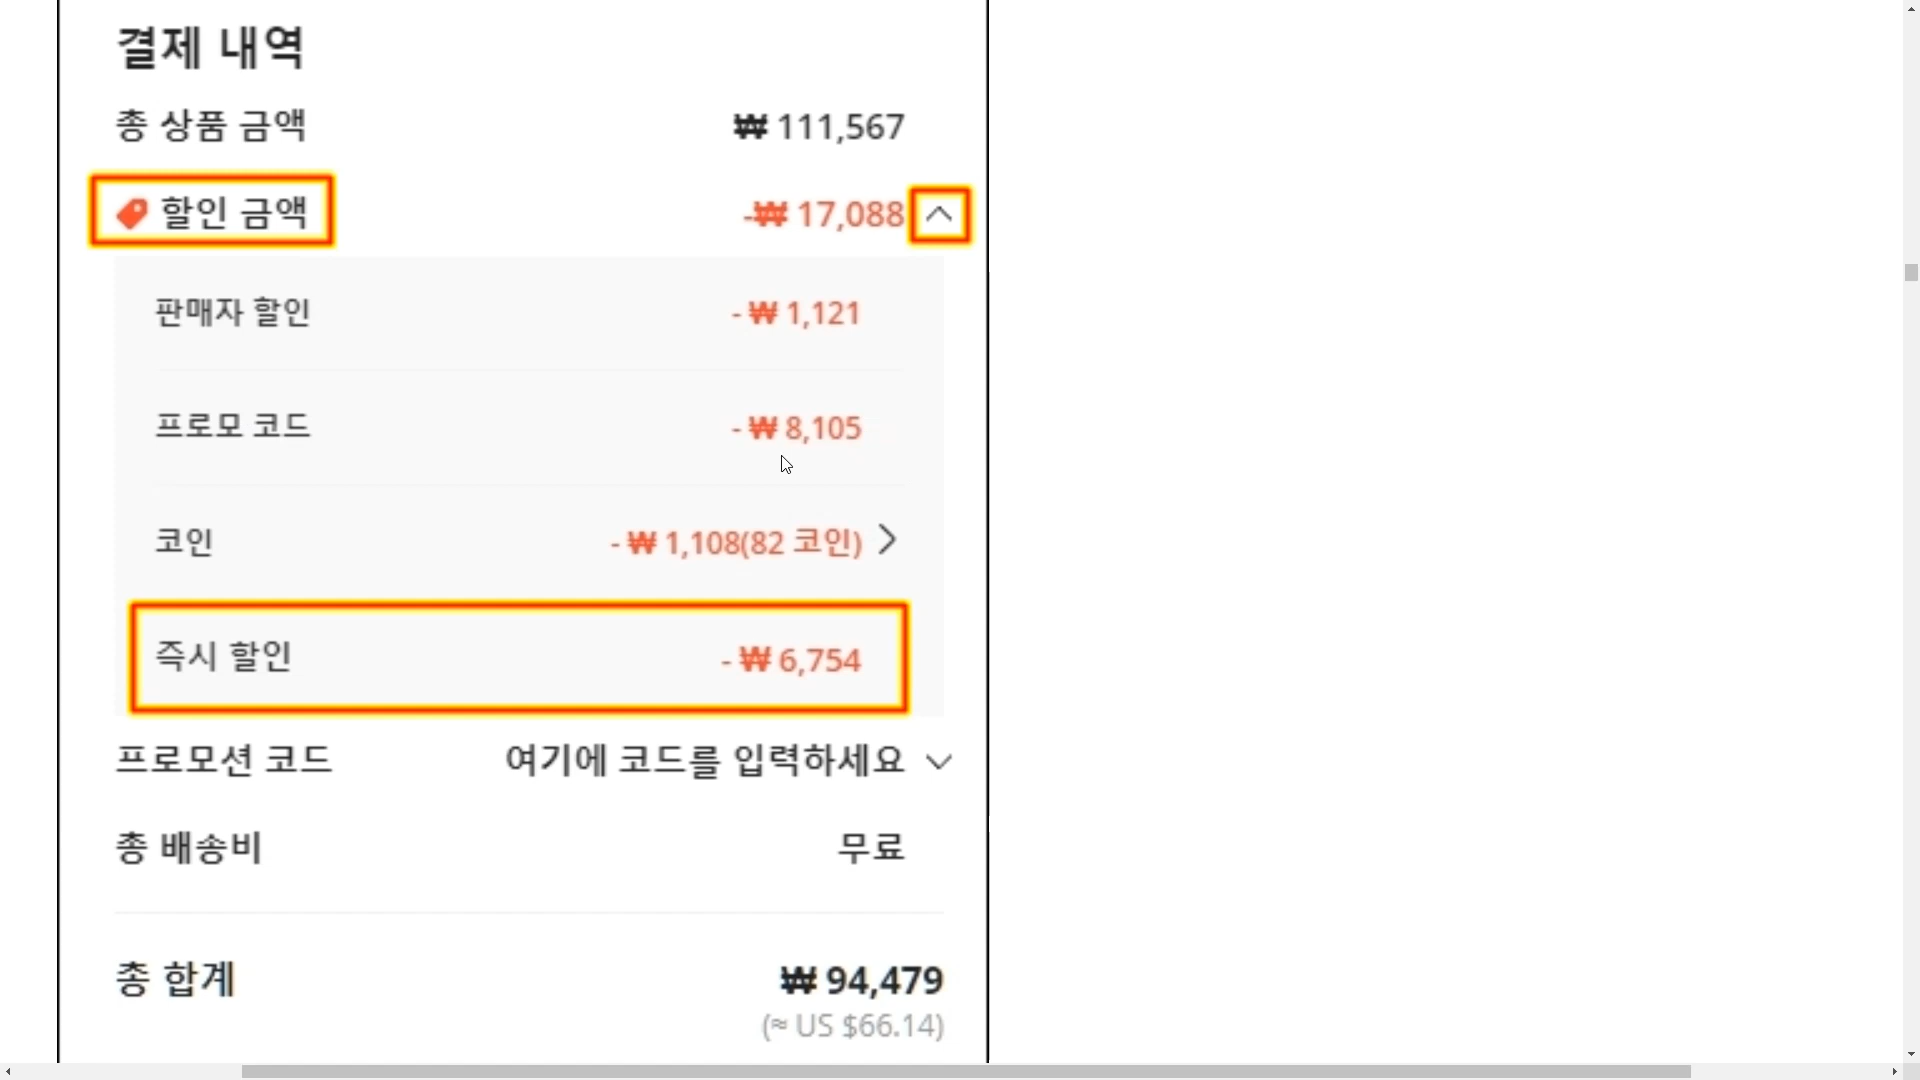 결제 내역
총 상품 금액 ₩ 111,567
할인 금액 -₩ 17,088
판매자 할인 - ₩ 1,121
프로모 코드 - ₩ 8,105
코인 - ₩ 1,108(82 코인)
즉시 할인 - ₩ 6,754
프로모션 코드 여기에 코드를 입력하세요
총 배송비 무료
총 합계 ₩ 94,479
(≈ US $66.14)